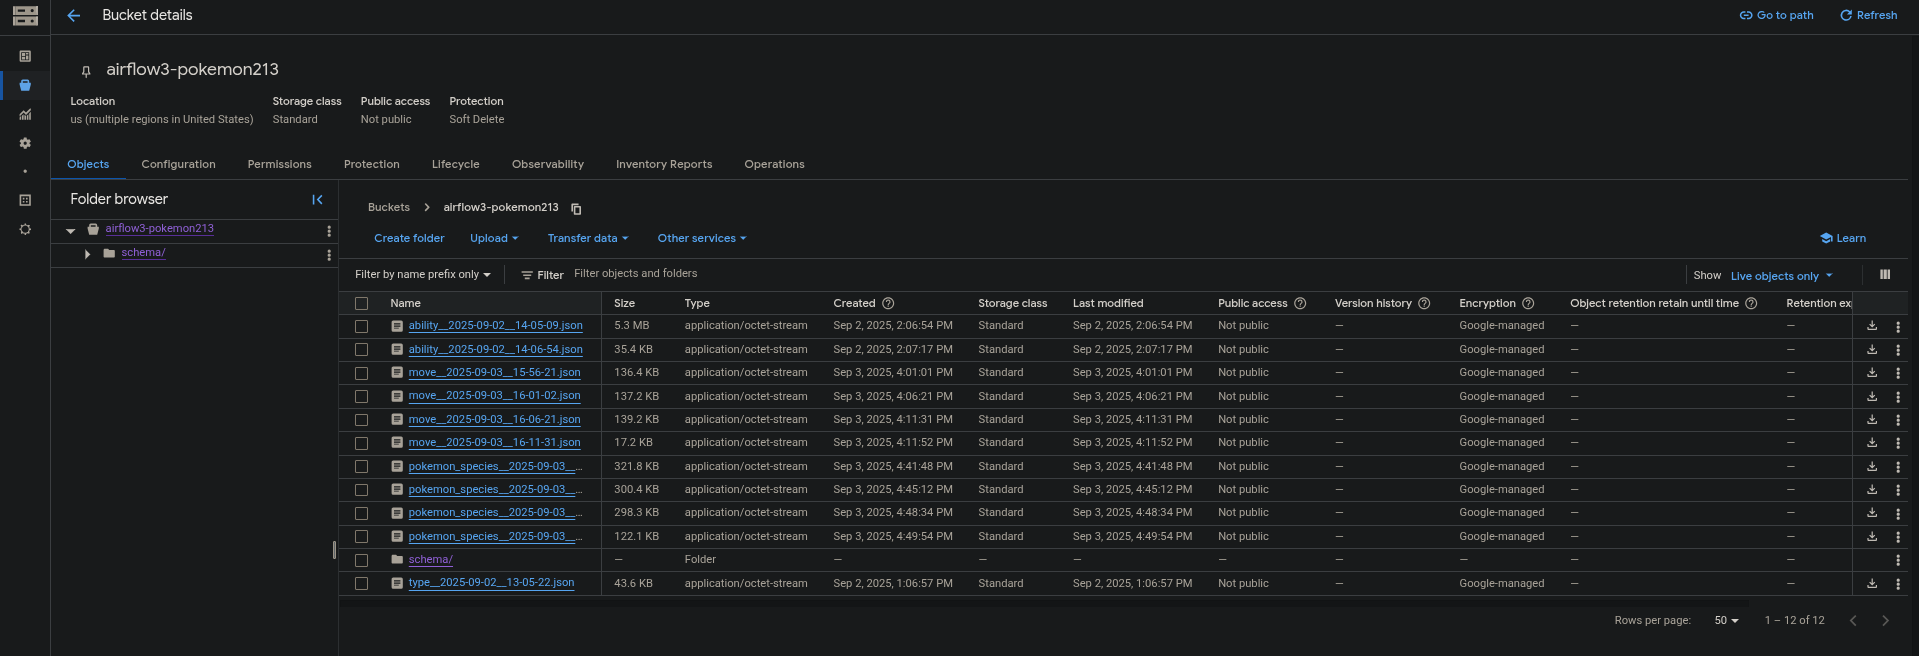 Bucket details
Go to path
Refresh
airflow3-pokemon213
Location Storage class Public access Protection
us (multiple regions in United States) Standard Not public Soft Delete
Objects Configuration Permissions Protection Lifecycle Observability Inventory Reports Operations
Folder browser
airflow3-pokemon213
schema/
Buckets > airflow3-pokemon213
Create folder Upload Transfer data Other services Learn
Filter by name prefix only Filter Filter objects and folders Show Live objects only
Name Size Type Created Storage class Last modified Public access Version history Encryption Object retention retain until time Retention ex
ability__2025-09-02__14-05-09.json 5.3 MB application/octet-stream Sep 2, 2025, 2:06:54 PM Standard Sep 2, 2025, 2:06:54 PM Not public — Google-managed — —
ability__2025-09-02__14-06-54.json 35.4 KB application/octet-stream Sep 2, 2025, 2:07:17 PM Standard Sep 2, 2025, 2:07:17 PM Not public — Google-managed — —
move__2025-09-03__15-56-21.json 136.4 KB application/octet-stream Sep 3, 2025, 4:01:01 PM Standard Sep 3, 2025, 4:01:01 PM Not public — Google-managed — —
move__2025-09-03__16-01-02.json 137.2 KB application/octet-stream Sep 3, 2025, 4:06:21 PM Standard Sep 3, 2025, 4:06:21 PM Not public — Google-managed — —
move__2025-09-03__16-06-21.json 139.2 KB application/octet-stream Sep 3, 2025, 4:11:31 PM Standard Sep 3, 2025, 4:11:31 PM Not public — Google-managed — —
move__2025-09-03__16-11-31.json 17.2 KB application/octet-stream Sep 3, 2025, 4:11:52 PM Standard Sep 3, 2025, 4:11:52 PM Not public — Google-managed — —
pokemon_species__2025-09-03__... 321.8 KB application/octet-stream Sep 3, 2025, 4:41:48 PM Standard Sep 3, 2025, 4:41:48 PM Not public — Google-managed — —
pokemon_species__2025-09-03__... 300.4 KB application/octet-stream Sep 3, 2025, 4:45:12 PM Standard Sep 3, 2025, 4:45:12 PM Not public — Google-managed — —
pokemon_species__2025-09-03__... 298.3 KB application/octet-stream Sep 3, 2025, 4:48:34 PM Standard Sep 3, 2025, 4:48:34 PM Not public — Google-managed — —
pokemon_species__2025-09-03__... 122.1 KB application/octet-stream Sep 3, 2025, 4:49:54 PM Standard Sep 3, 2025, 4:49:54 PM Not public — Google-managed — —
schema/ — Folder — — — — — — — —
type__2025-09-02__13-05-22.json 43.6 KB application/octet-stream Sep 2, 2025, 1:06:57 PM Standard Sep 2, 2025, 1:06:57 PM Not public — Google-managed — —
Rows per page: 50 1 – 12 of 12